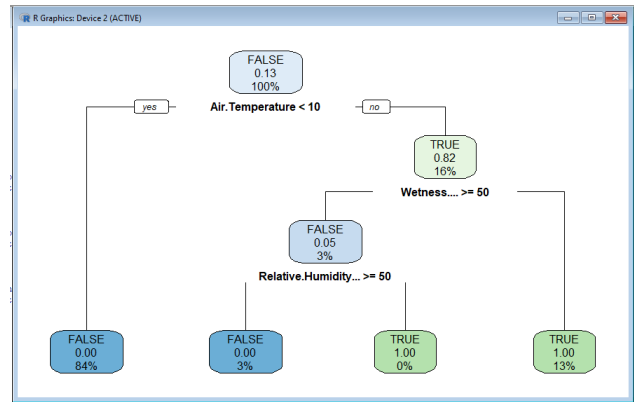 R Graphics: Device 2 (ACTIVE)
FALSE
0.13
100%
yes
Air.Temperature < 10
no
TRUE
0.82
16%
Wetness.... >= 50
FALSE
0.05
3%
Relative.Humidity... >= 50
FALSE
0.00
84%
FALSE
0.00
3%
TRUE
1.00
0%
TRUE
1.00
13%